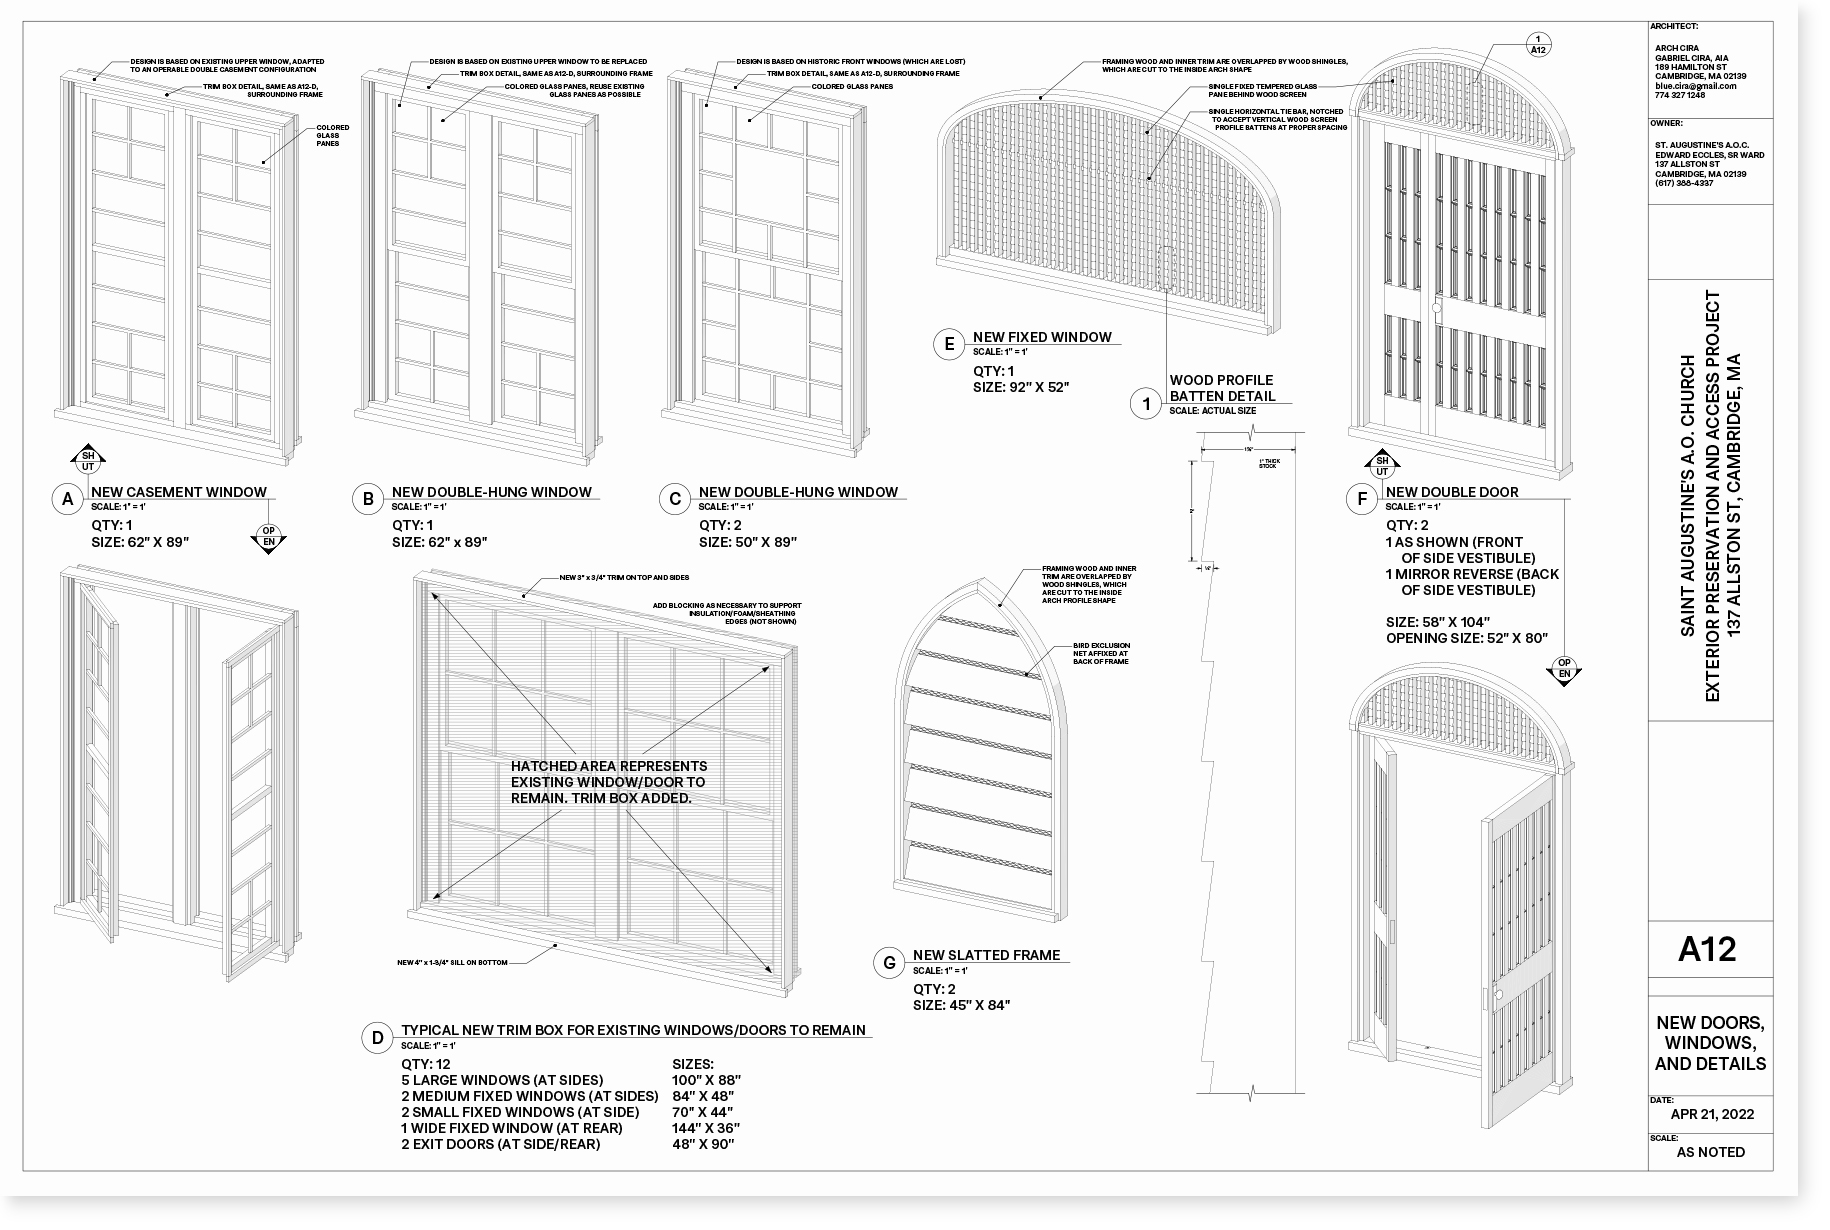 DESIGN IS BASED ON EXISTING UPPER WINDOW, ADAPTED
TO AN OPERABLE DOUBLE CASEMENT CONFIGURATION
TRIM BOX DETAIL, SAME AS A12-D,
SURROUNDING FRAME
COLORED
GLASS
PANES
SH
UT
A
NEW CASEMENT WINDOW
SCALE: 1" = 1'
QTY: 1
SIZE: 62" X 89"
OP
EN
DESIGN IS BASED ON EXISTING UPPER WINDOW TO BE REPLACED
TRIM BOX DETAIL, SAME AS A12-D, SURROUNDING FRAME
COLORED GLASS PANES, REUSE EXISTING
GLASS PANES AS POSSIBLE
B
NEW DOUBLE-HUNG WINDOW
SCALE: 1" = 1'
QTY: 1
SIZE: 62" x 89"
DESIGN IS BASED ON HISTORIC FRONT WINDOWS (WHICH ARE LOST)
TRIM BOX DETAIL, SAME AS A12-D, SURROUNDING FRAME
COLORED GLASS PANES
C
NEW DOUBLE-HUNG WINDOW
SCALE: 1" = 1'
QTY: 2
SIZE: 50" X 89"
FRAMING WOOD AND INNER TRIM ARE OVERLAPPED BY WOOD SHINGLES,
WHICH ARE CUT TO THE INSIDE ARCH SHAPE
SINGLE FIXED TEMPERED GLASS
PANE BEHIND WOOD SCREEN
SINGLE HORIZONTAL TIE BAR, NOTCHED
TO ACCEPT VERTICAL WOOD SCREEN
PROFILE BATTENS AT PROPER SPACING
E
NEW FIXED WINDOW
SCALE: 1" = 1'
QTY: 1
SIZE: 92" X 52"
1
WOOD PROFILE
BATTEN DETAIL
SCALE: ACTUAL SIZE
1" THICK
STOCK
2"
1
A12
SH
UT
F
NEW DOUBLE DOOR
SCALE: 1" = 1'
QTY: 2
1 AS SHOWN (FRONT
OF SIDE VESTIBULE)
1 MIRROR REVERSE (BACK
OF SIDE VESTIBULE)
SIZE: 58" X 104"
OPENING SIZE: 52" X 80"
OP
EN
NEW 3" x 3/4" TRIM ON TOP AND SIDES
ADD BLOCKING AS NECESSARY TO SUPPORT
INSULATION/FOAM/SHEATHING
EDGES (NOT SHOWN)
HATCHED AREA REPRESENTS
EXISTING WINDOW/DOOR TO
REMAIN. TRIM BOX ADDED.
NEW 4" x 1-3/4" SILL ON BOTTOM
D
TYPICAL NEW TRIM BOX FOR EXISTING WINDOWS/DOORS TO REMAIN
SCALE: 1" = 1'
QTY: 12 SIZES:
5 LARGE WINDOWS (AT SIDES) 100" X 88"
2 MEDIUM FIXED WINDOWS (AT SIDES) 84" X 48"
2 SMALL FIXED WINDOWS (AT SIDE) 70" X 44"
1 WIDE FIXED WINDOW (AT REAR) 144" X 36"
2 EXIT DOORS (AT SIDE/REAR) 48" X 90"
FRAMING WOOD AND INNER
TRIM ARE OVERLAPPED BY
WOOD SHINGLES, WHICH
ARE CUT TO THE INSIDE
ARCH PROFILE SHAPE
BIRD EXCLUSION
NET AFFIXED AT
BACK OF FRAME
G
NEW SLATTED FRAME
SCALE: 1" = 1'
QTY: 2
SIZE: 45" X 84"
ARCHITECT:
ARCH CIRA
GABRIEL CIRA, AIA
189 HAMILTON ST
CAMBRIDGE, MA 02139
blue.cira@gmail.com
774 327 1248
OWNER:
ST. AUGUSTINE'S A.O.C.
EDWARD ECCLES, SR WARD
137 ALLSTON ST
CAMBRIDGE, MA 02139
(617) 388-4337
SAINT AUGUSTINE'S A.O. CHURCH
EXTERIOR PRESERVATION AND ACCESS PROJECT
137 ALLSTON ST, CAMBRIDGE, MA
A12
NEW DOORS,
WINDOWS,
AND DETAILS
DATE:
APR 21, 2022
SCALE:
AS NOTED